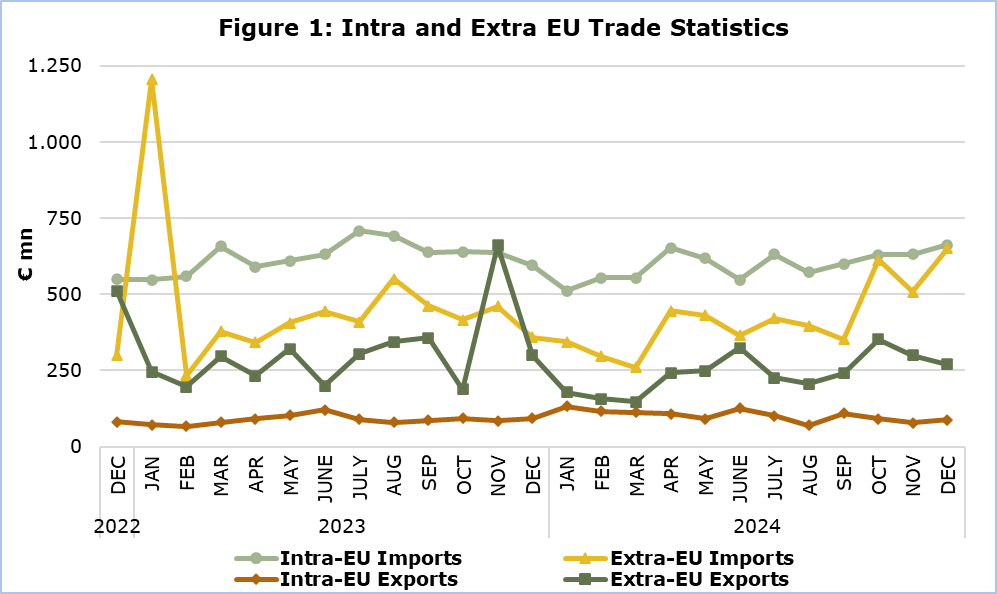 Figure 1: Intra and Extra EU Trade Statistics
1.250
1.000
750
500
250
0
€ mn
DEC JAN FEB MAR APR MAY JUNE JULY AUG SEP OCT NOV DEC JAN FEB MAR APR MAY JUNE JULY AUG SEP OCT NOV DEC
2022 2023 2024
Intra-EU Imports Extra-EU Imports
Intra-EU Exports Extra-EU Exports